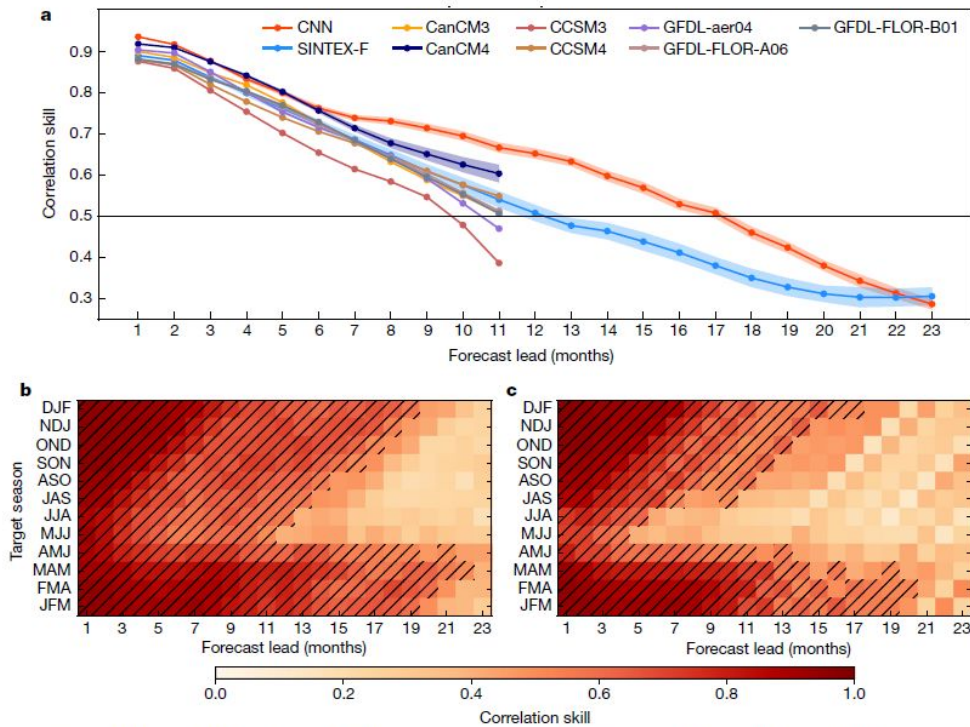 a
CNN CanCM3 CCSM3 GFDL-aer04 GFDL-FLOR-B01
SINTEX-F CanCM4 CCSM4 GFDL-FLOR-A06
Correlation skill
0.9
0.8
0.7
0.6
0.5
0.4
0.3
1 2 3 4 5 6 7 8 9 10 11 12 13 14 15 16 17 18 19 20 21 22 23
Forecast lead (months)
b
Target season
DJF
NDJ
OND
SON
ASO
JAS
JJA
MJJ
AMJ
MAM
FMA
JFM
1 3 5 7 9 11 13 15 17 19 21 23
Forecast lead (months)
c
DJF
NDJ
OND
SON
ASO
JAS
JJA
MJJ
AMJ
MAM
FMA
JFM
1 3 5 7 9 11 13 15 17 19 21 23
Forecast lead (months)
0.0 0.2 0.4 0.6 0.8 1.0
Correlation skill